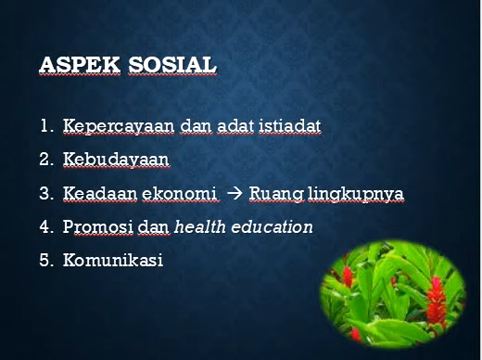 ASPEK SOSIAL
1. Kepercayaan dan adat istiadat
2. Kebudayaan
3. Keadaan ekonomi → Ruang lingkupnya
4. Promosi dan health education
5. Komunikasi